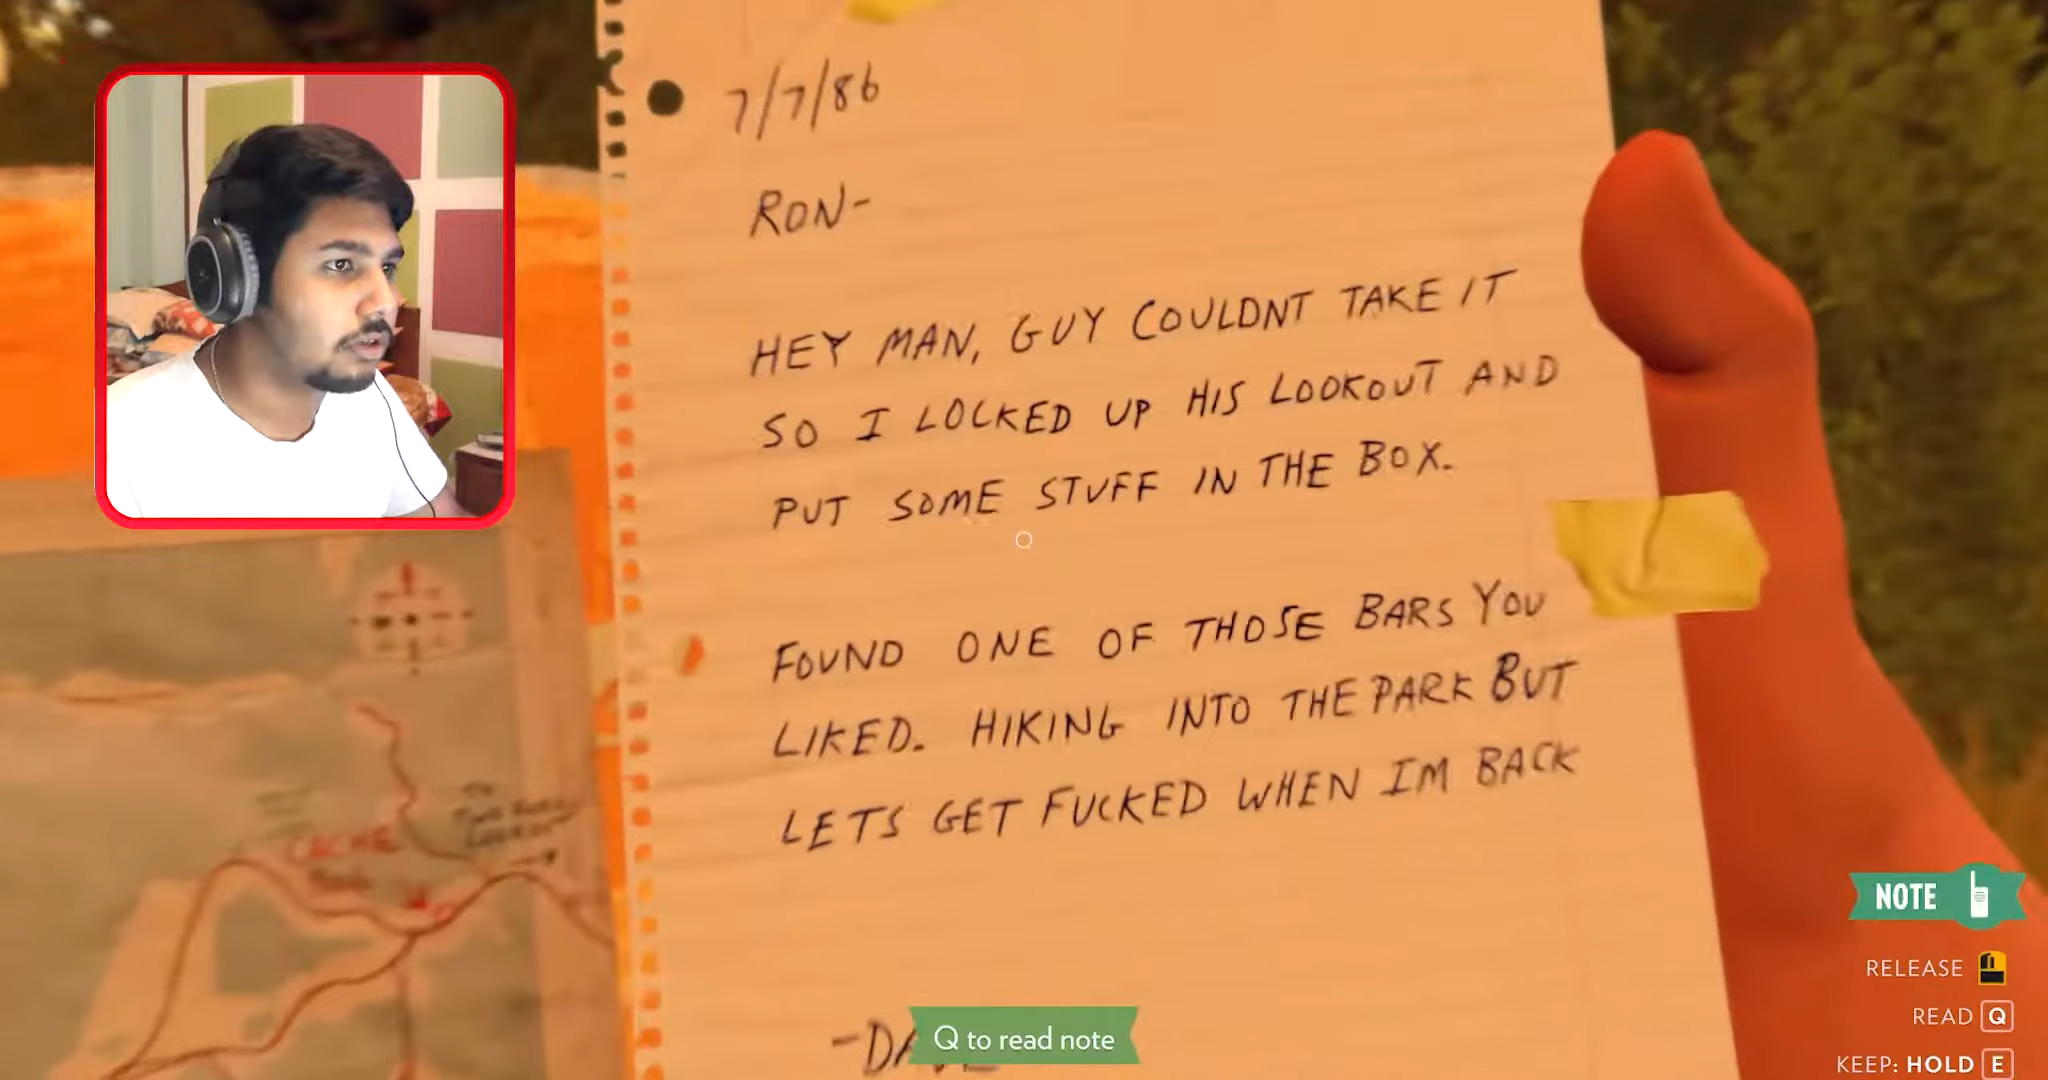 7/7/86
RON-
HEY MAN, GUY COULDNT TAKE IT
SO I LOCKED UP HIS LOOKOUT AND
PUT SOME STUFF IN THE BOX.
FOUND ONE OF THOSE BARS YOU
LIKED. HIKING INTO THE PARK BUT
LETS GET FUCKED WHEN IM BACK
CACHE
Q to read note
NOTE
RELEASE
READ Q
KEEP: HOLD E